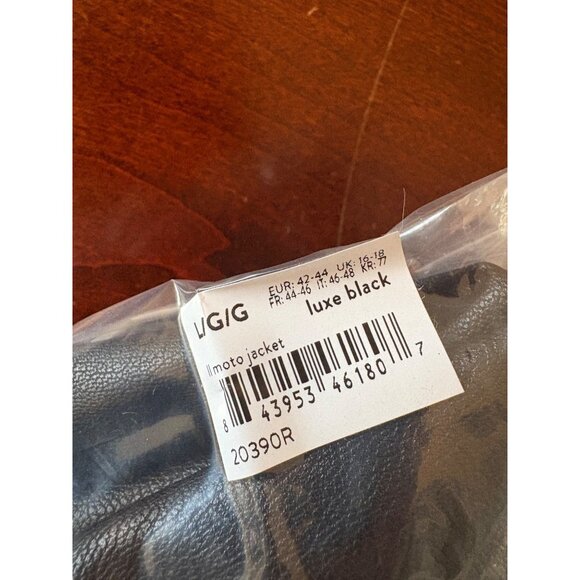 L/G/G
EUR: 42-44 UK: 16-18
FR: 44-46 IT: 46-48 KR: 77
luxe black
moto jacket
8 43953 46180 7
20390R